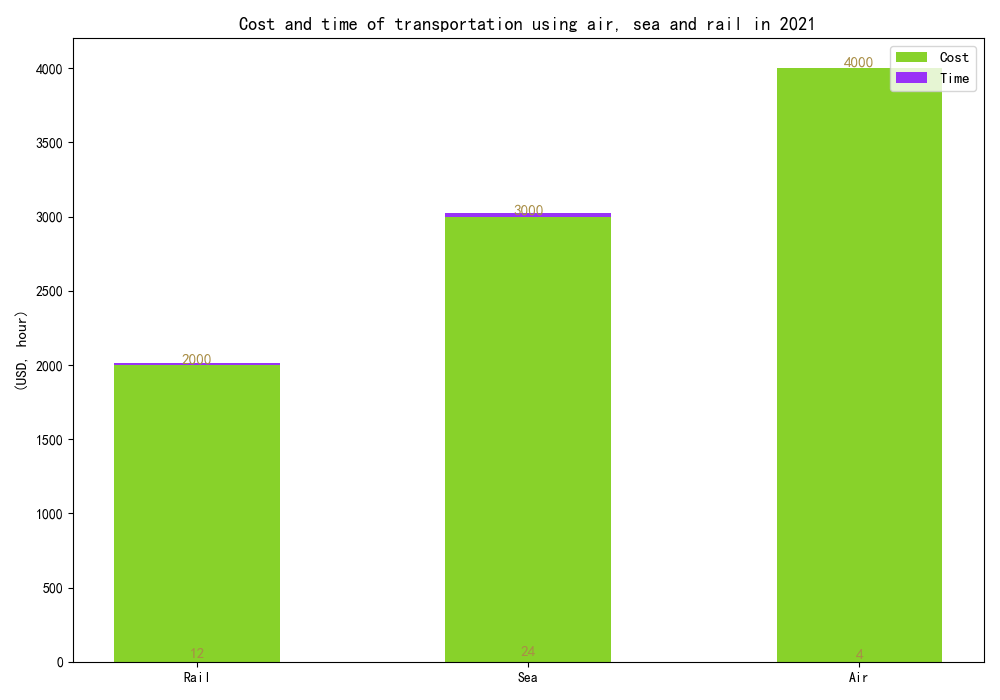 Cost and time of transportation using air, sea and rail in 2021
Cost
Time
(USD, hour)
4000
3500
3000
2500
2000
1500
1000
500
0
2000
3000
4000
12
24
4
Rail
Sea
Air